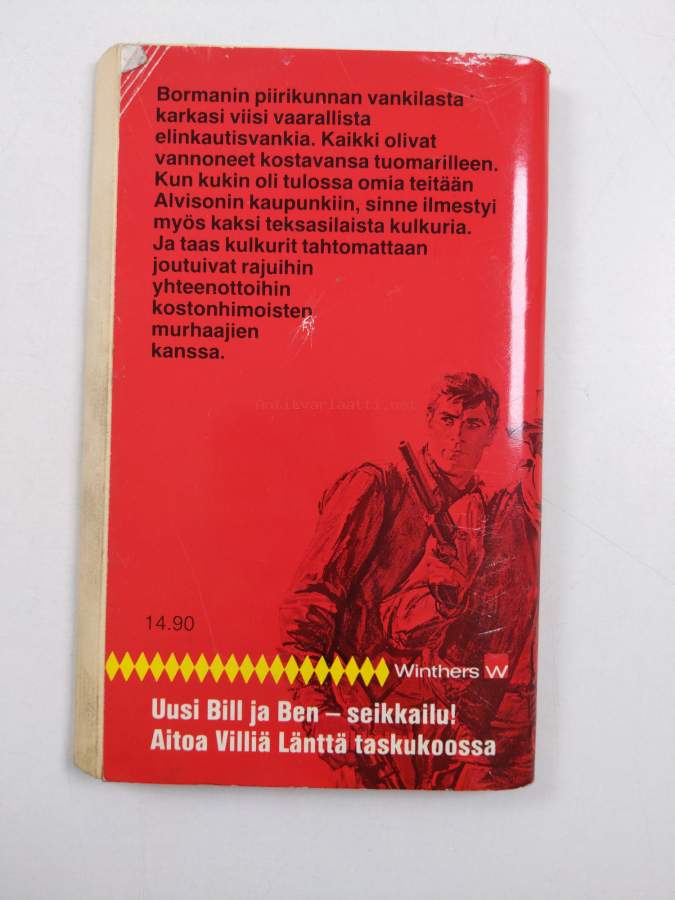 Bormanin piirikunnan vankilasta
karkasi viisi vaarallista
elinkautisvankia. Kaikki olivat
vannoneet kostavansa tuomarilleen.
Kun kukin oli tulossa omia teitään
Alvisonin kaupunkiin, sinne ilmestyi
myös kaksi teksasilaista kulkuria.
Ja taas kulkurit tahtomattaan
joutuivat rajuihin
yhteenottoihin
kostonhimoisten
murhaajien
kanssa.
Antikvariaatti.net
14.90
Winthers W
Uusi Bill ja Ben – seikkailu!
Aitoa Villiä Länttä taskukoossa